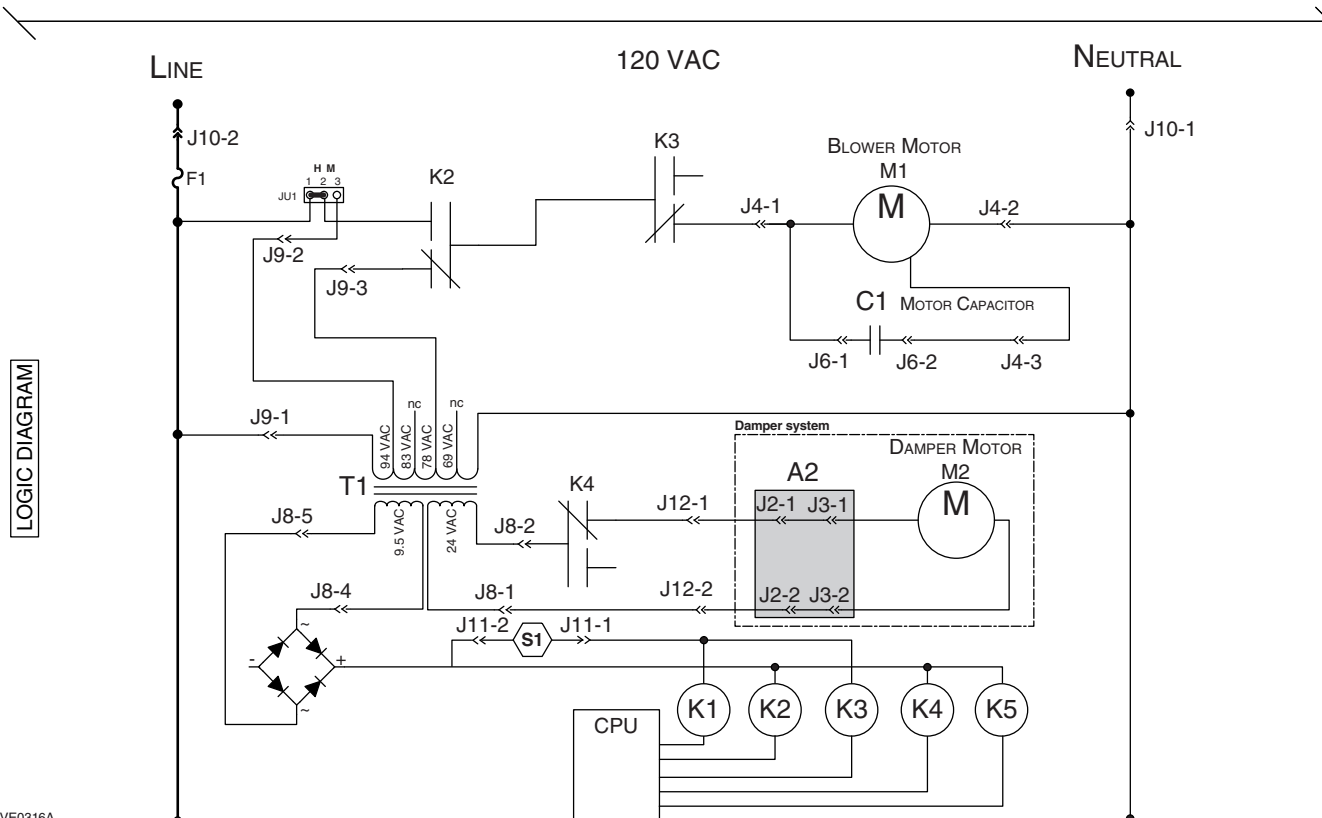 120 VAC
LINE
NEUTRAL
J10-2
J10-1
F1
H M
1 2 3
JU1
K2
K3
BLOWER MOTOR
M1
M
J4-1
J4-2
J9-2
J9-3
C1 MOTOR CAPACITOR
J6-1
J6-2
J4-3
LOGIC DIAGRAM
J9-1
94 VAC
83 VAC
nc
78 VAC
69 VAC
nc
T1
9.5 VAC
24 VAC
Damper system
DAMPER MOTOR
A2
M2
M
K4
J12-1
J2-1
J3-1
J8-5
J8-2
J8-4
J8-1
J12-2
J2-2
J3-2
J11-2
S1
J11-1
~
-
+
~
K1
K2
K3
K4
K5
CPU
VE0316A